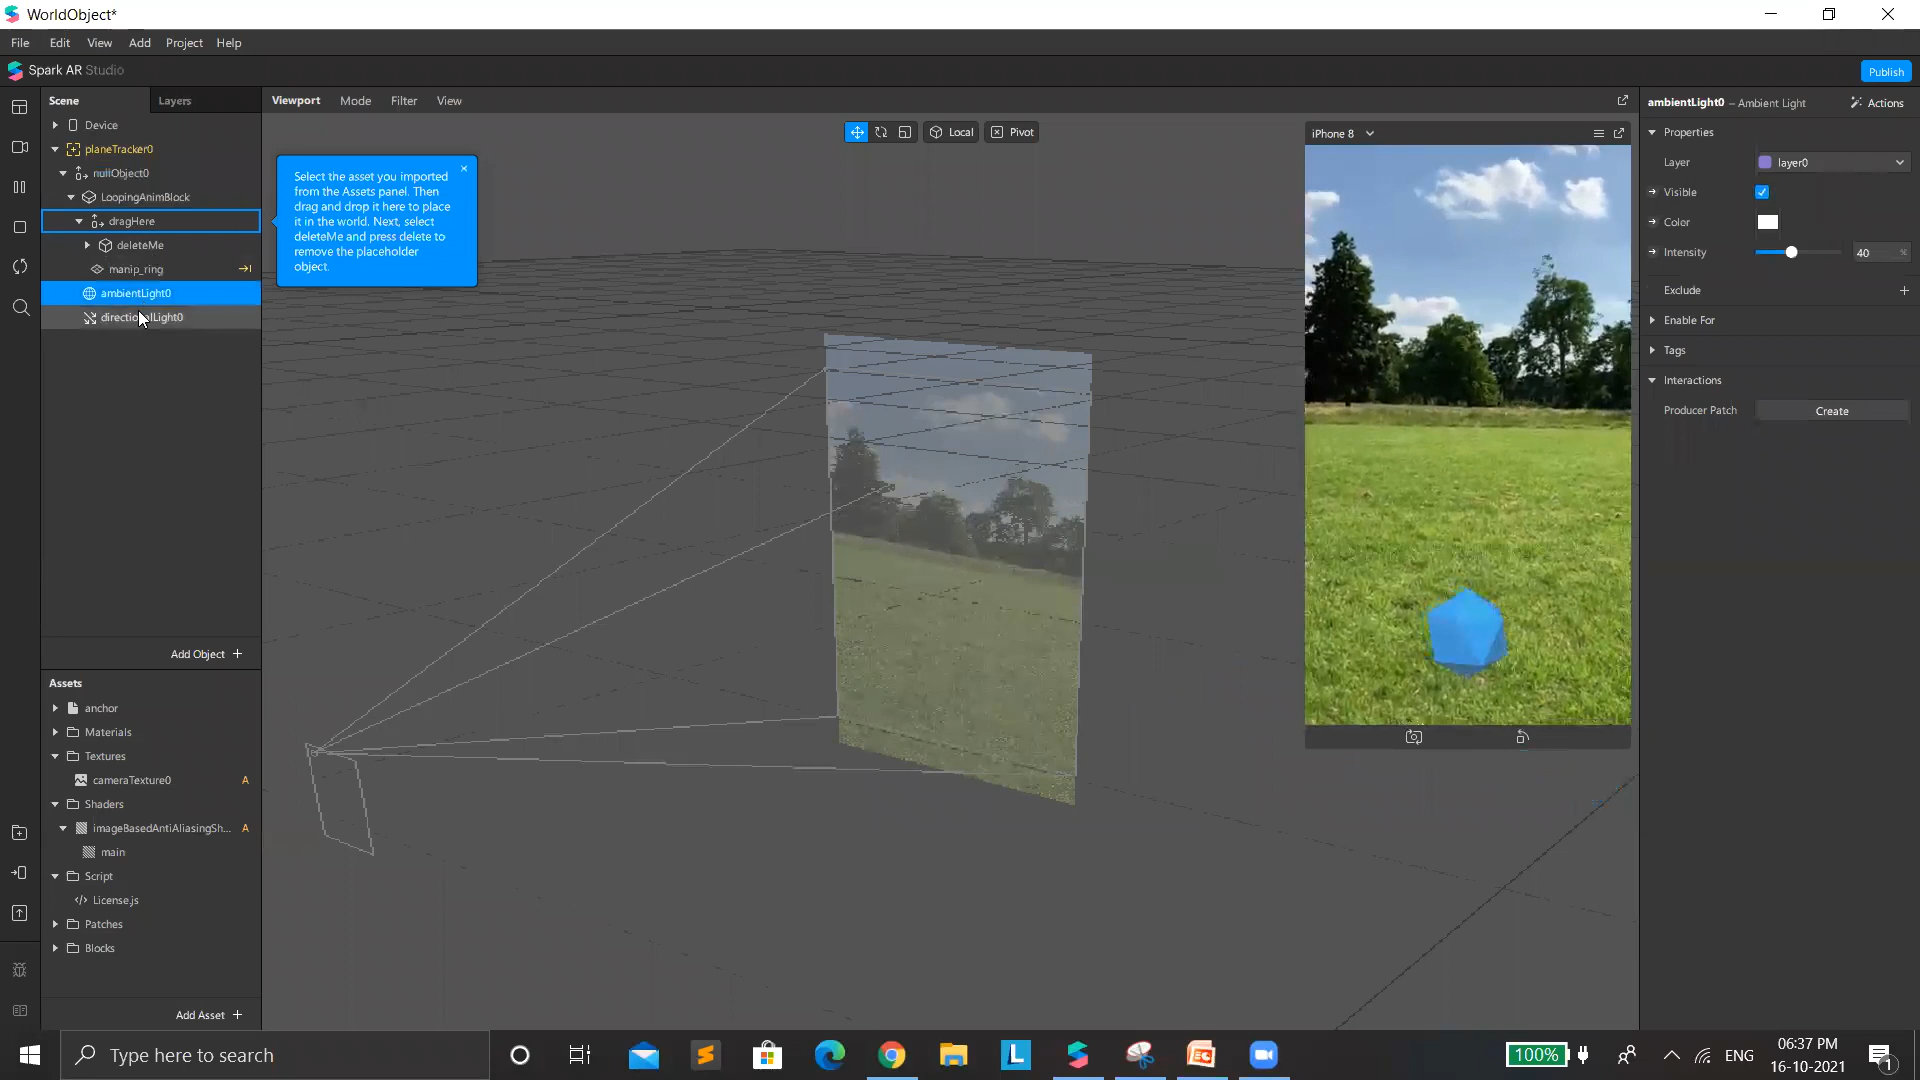 WorldObject*
File Edit View Add Project Help
Spark AR Studio
Publish
Scene Layers
Viewport Mode Filter View
ambientLight0 – Ambient Light Actions
Device
planeTracker0
nullObject0
LoopingAnimBlock
dragHere
deleteMe
manip_ring
ambientLight0
directionalLight0
Select the asset you imported
from the Assets panel. Then
drag and drop it here to place
it in the world. Next, select
deleteMe and press delete to
remove the placeholder
object.
Local Pivot
iPhone 8
Properties
Layer layer0
Visible
Color
Intensity 40 %
Exclude
Enable For
Tags
Interactions
Producer Patch Create
Add Object +
Assets
anchor
Materials
Textures
cameraTexture0 A
Shaders
imageBasedAntiAliasingSh... A
main
Script
License.js
Patches
Blocks
Add Asset +
Type here to search
100%
ENG
06:37 PM
16-10-2021
1